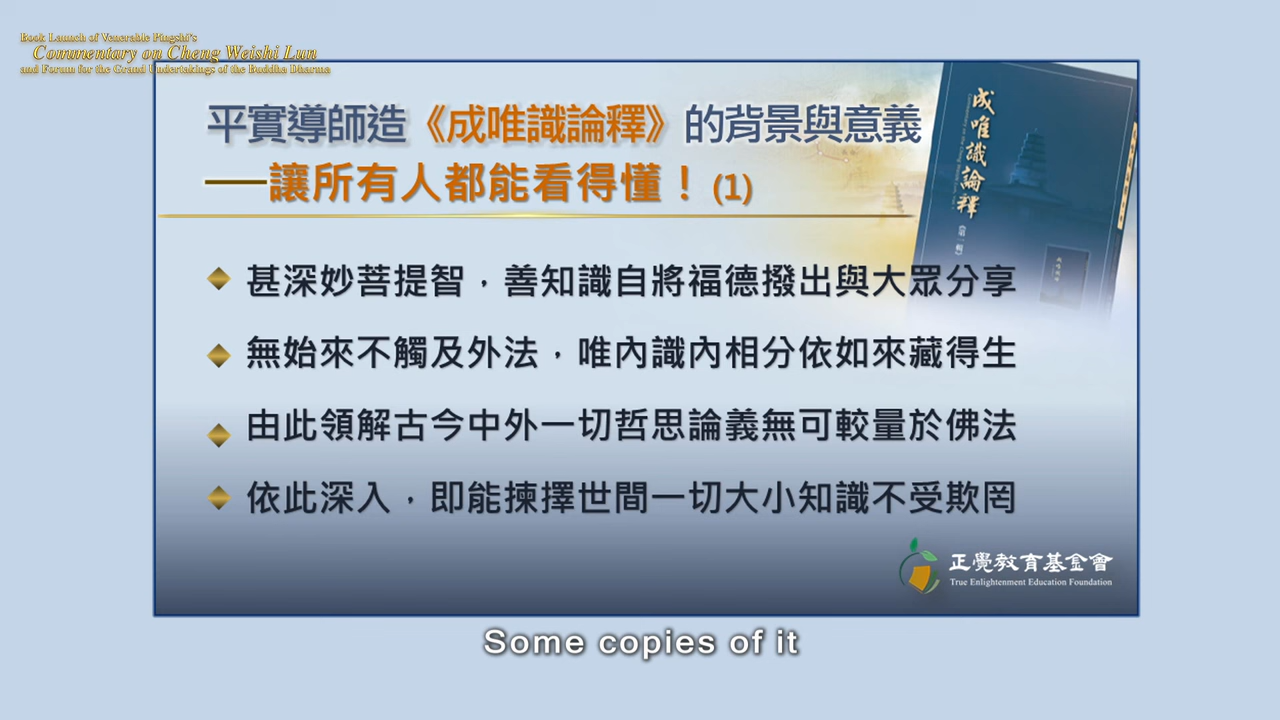 Book Launch of Venerable Pingshi's
Commentary on Cheng Weishi Lun
and Forum for the Grand Undertakings of the Buddha Dharma
平實導師造《成唯識論釋》的背景與意義
──讓所有人都能看得懂！(1)
成唯識論釋
《第一輯》
甚深妙菩提智，善知識自將福德撥出與大眾分享
無始來不觸及外法，唯內識內相分依如來藏得生
由此領解古今中外一切哲思論義無可較量於佛法
依此深入，即能揀擇世間一切大小知識不受欺罔
正覺教育基金會
True Enlightenment Education Foundation
Some copies of it